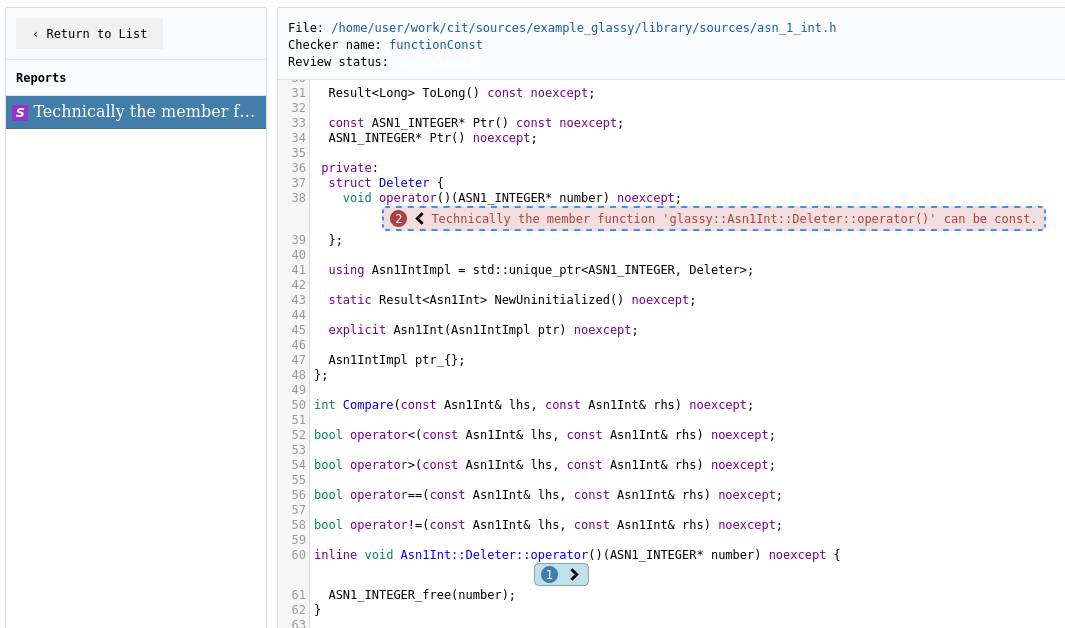 ‹ Return to List
Reports
S Technically the member f…
File: /home/user/work/cit/sources/example_glassy/library/sources/asn_1_int.h
Checker name: functionConst
Review status:
31 Result<Long> ToLong() const noexcept;
32
33 const ASN1_INTEGER* Ptr() const noexcept;
34 ASN1_INTEGER* Ptr() noexcept;
35
36 private:
37 struct Deleter {
38 void operator()(ASN1_INTEGER* number) noexcept;
2 Technically the member function 'glassy::Asn1Int::Deleter::operator()' can be const.
39 };
40
41 using Asn1IntImpl = std::unique_ptr<ASN1_INTEGER, Deleter>;
42
43 static Result<Asn1Int> NewUninitialized() noexcept;
44
45 explicit Asn1Int(Asn1IntImpl ptr) noexcept;
46
47 Asn1IntImpl ptr_{};
48 };
49
50 int Compare(const Asn1Int& lhs, const Asn1Int& rhs) noexcept;
51
52 bool operator<(const Asn1Int& lhs, const Asn1Int& rhs) noexcept;
53
54 bool operator>(const Asn1Int& lhs, const Asn1Int& rhs) noexcept;
55
56 bool operator==(const Asn1Int& lhs, const Asn1Int& rhs) noexcept;
57
58 bool operator!=(const Asn1Int& lhs, const Asn1Int& rhs) noexcept;
59
60 inline void Asn1Int::Deleter::operator()(ASN1_INTEGER* number) noexcept {
1
61 ASN1_INTEGER_free(number);
62 }
63